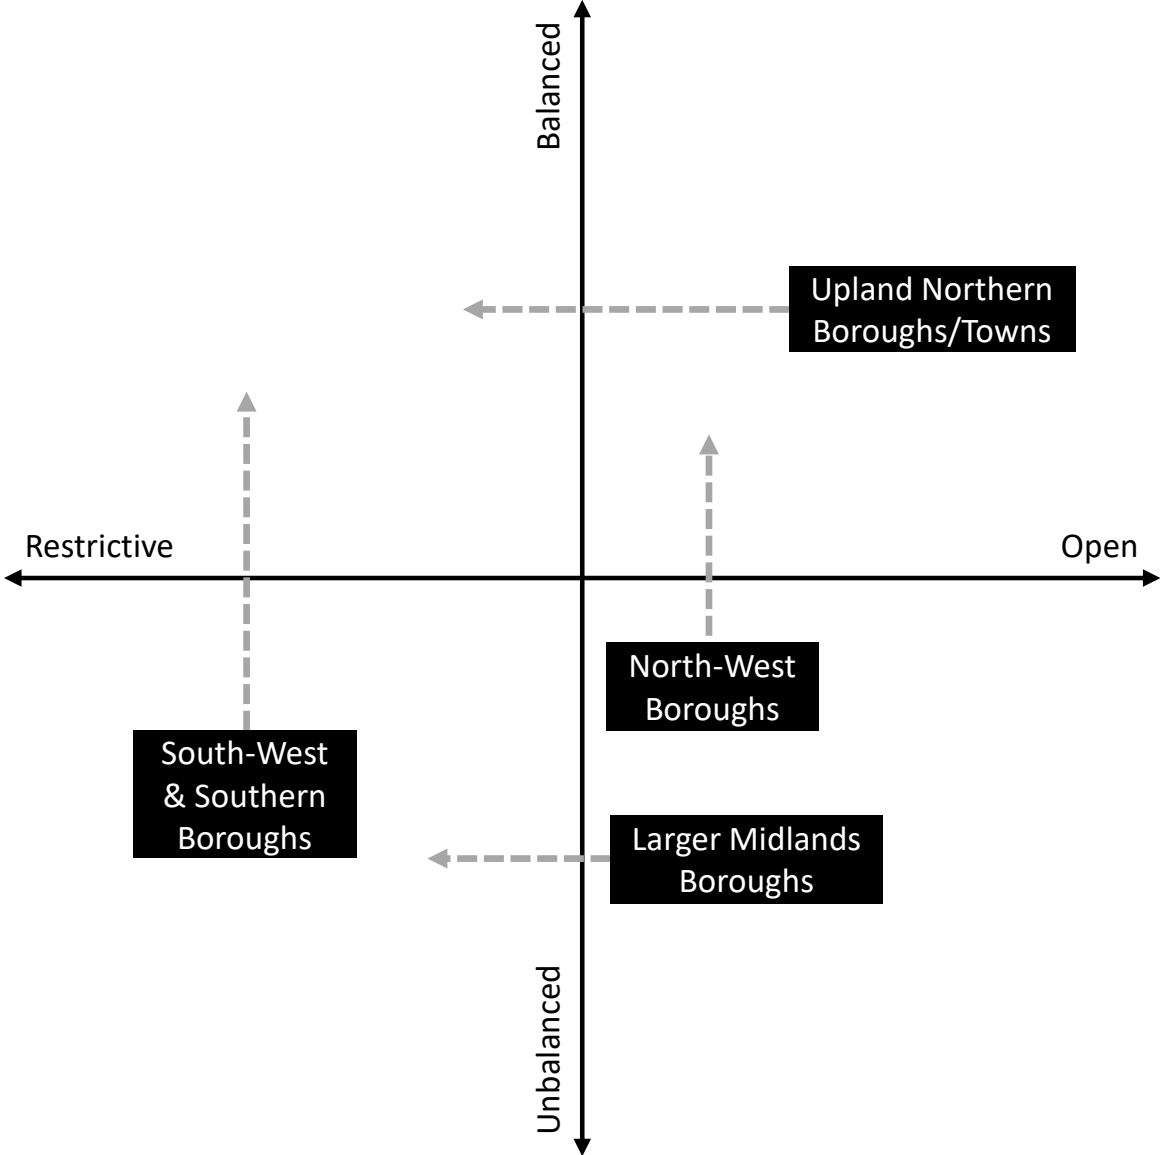 Balanced
Upland Northern
Boroughs/Towns
Restrictive
Open
North-West
Boroughs
South-West
& Southern
Boroughs
Larger Midlands
Boroughs
Unbalanced